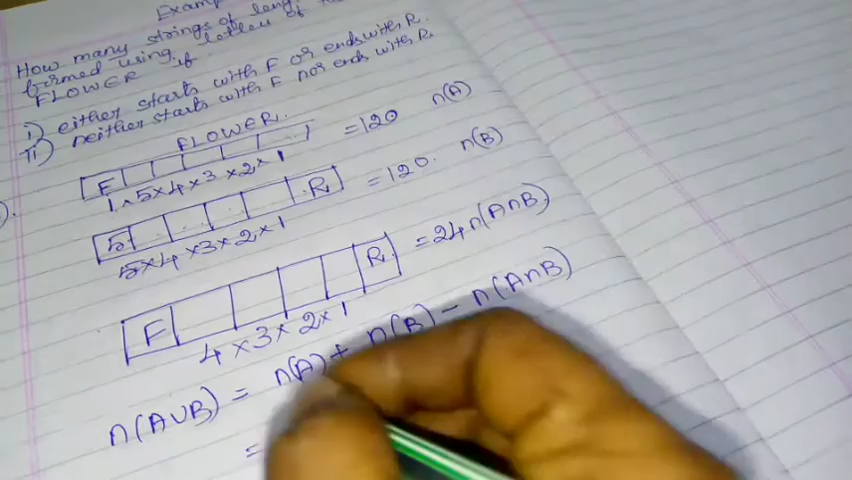 How many strings of
formed using letters of
FLOWER if
i) either starts with F or ends with R.
ii) neither starts with F nor ends with R.
FLOWER.
F = 120 n(A)
1 × 5 × 4 × 3 × 2 × 1
5 R = 120. n(B)
5 × 4 × 3 × 2 × 1
F R = 24 n(A∩B)
4 × 3 × 2 × 1
n(A∪B) = n(A) + n(B) - n(A∩B)
=